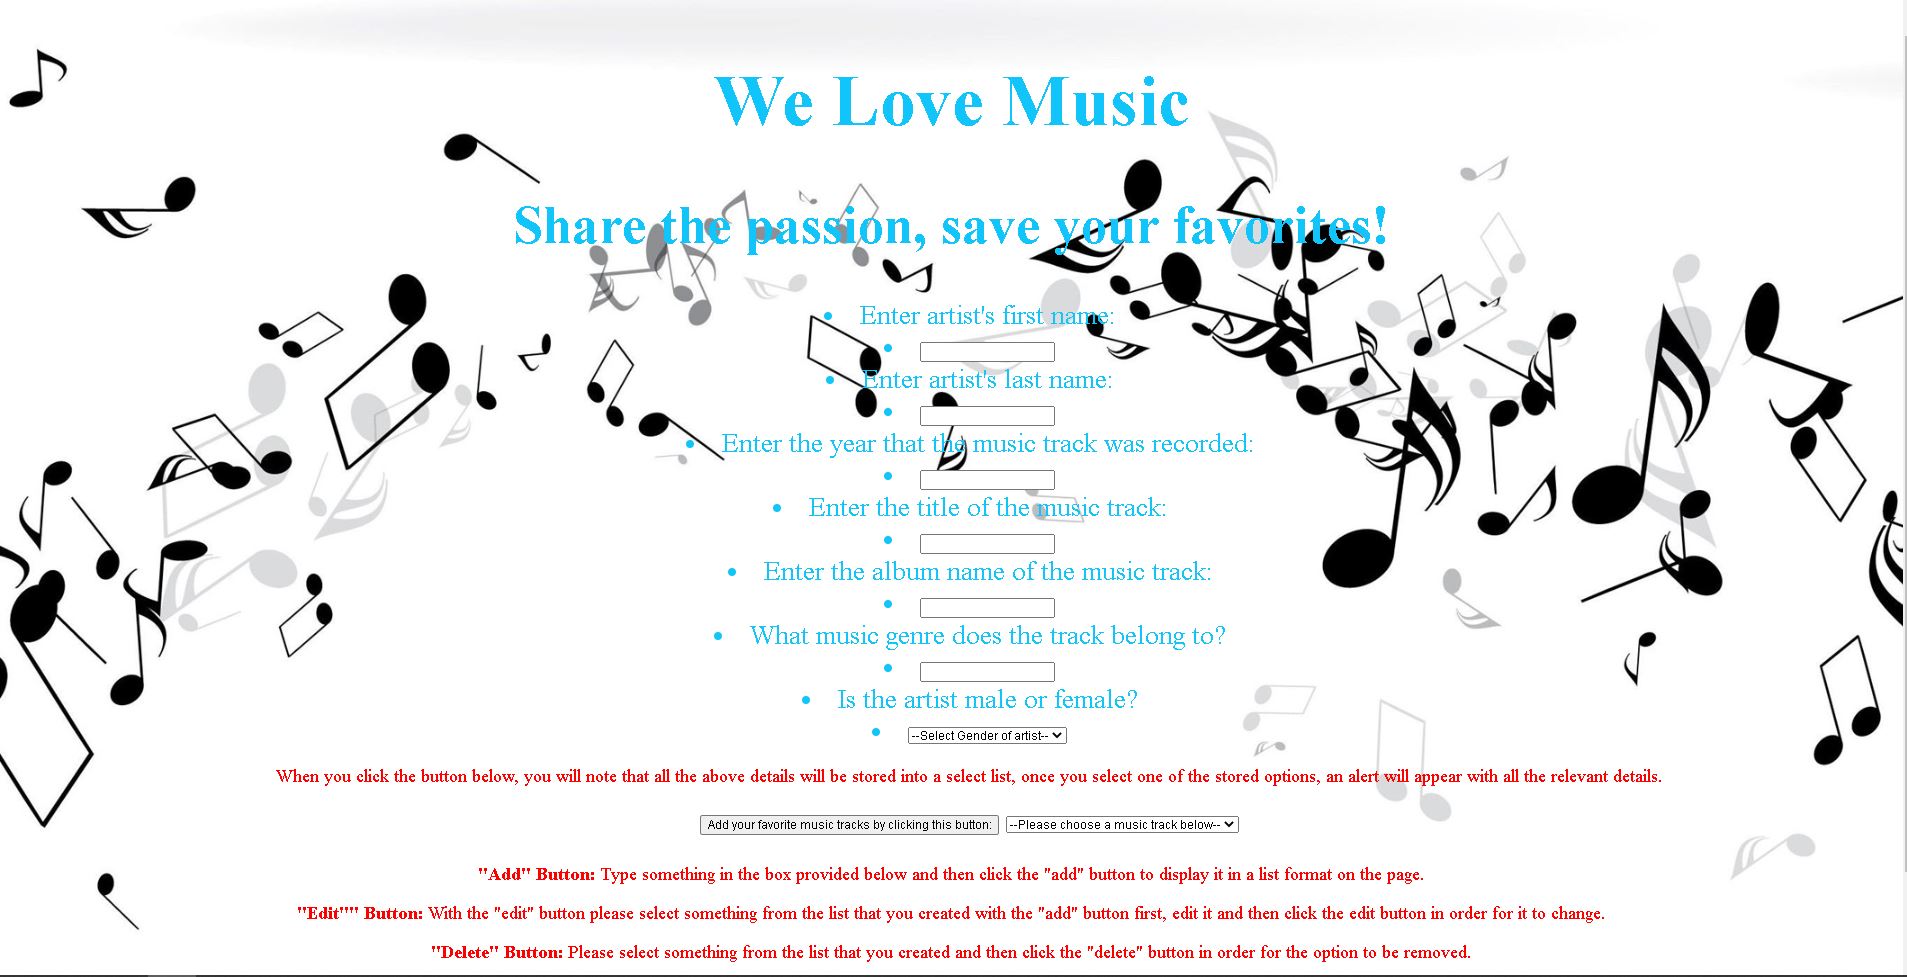 We Love Music
Share the passion, save your favorites!
Enter artist's first name:
Enter artist's last name:
Enter the year that the music track was recorded:
Enter the title of the music track:
Enter the album name of the music track:
What music genre does the track belong to?
Is the artist male or female?
--Select Gender of artist--
When you click the button below, you will note that all the above details will be stored into a select list, once you select one of the stored options, an alert will appear with all the relevant details.
Add your favorite music tracks by clicking this button: --Please choose a music track below--
"Add" Button: Type something in the box provided below and then click the "add" button to display it in a list format on the page.
"Edit"" Button: With the "edit" button please select something from the list that you created with the "add" button first, edit it and then click the edit button in order for it to change.
"Delete" Button: Please select something from the list that you created and then click the "delete" button in order for the option to be removed.